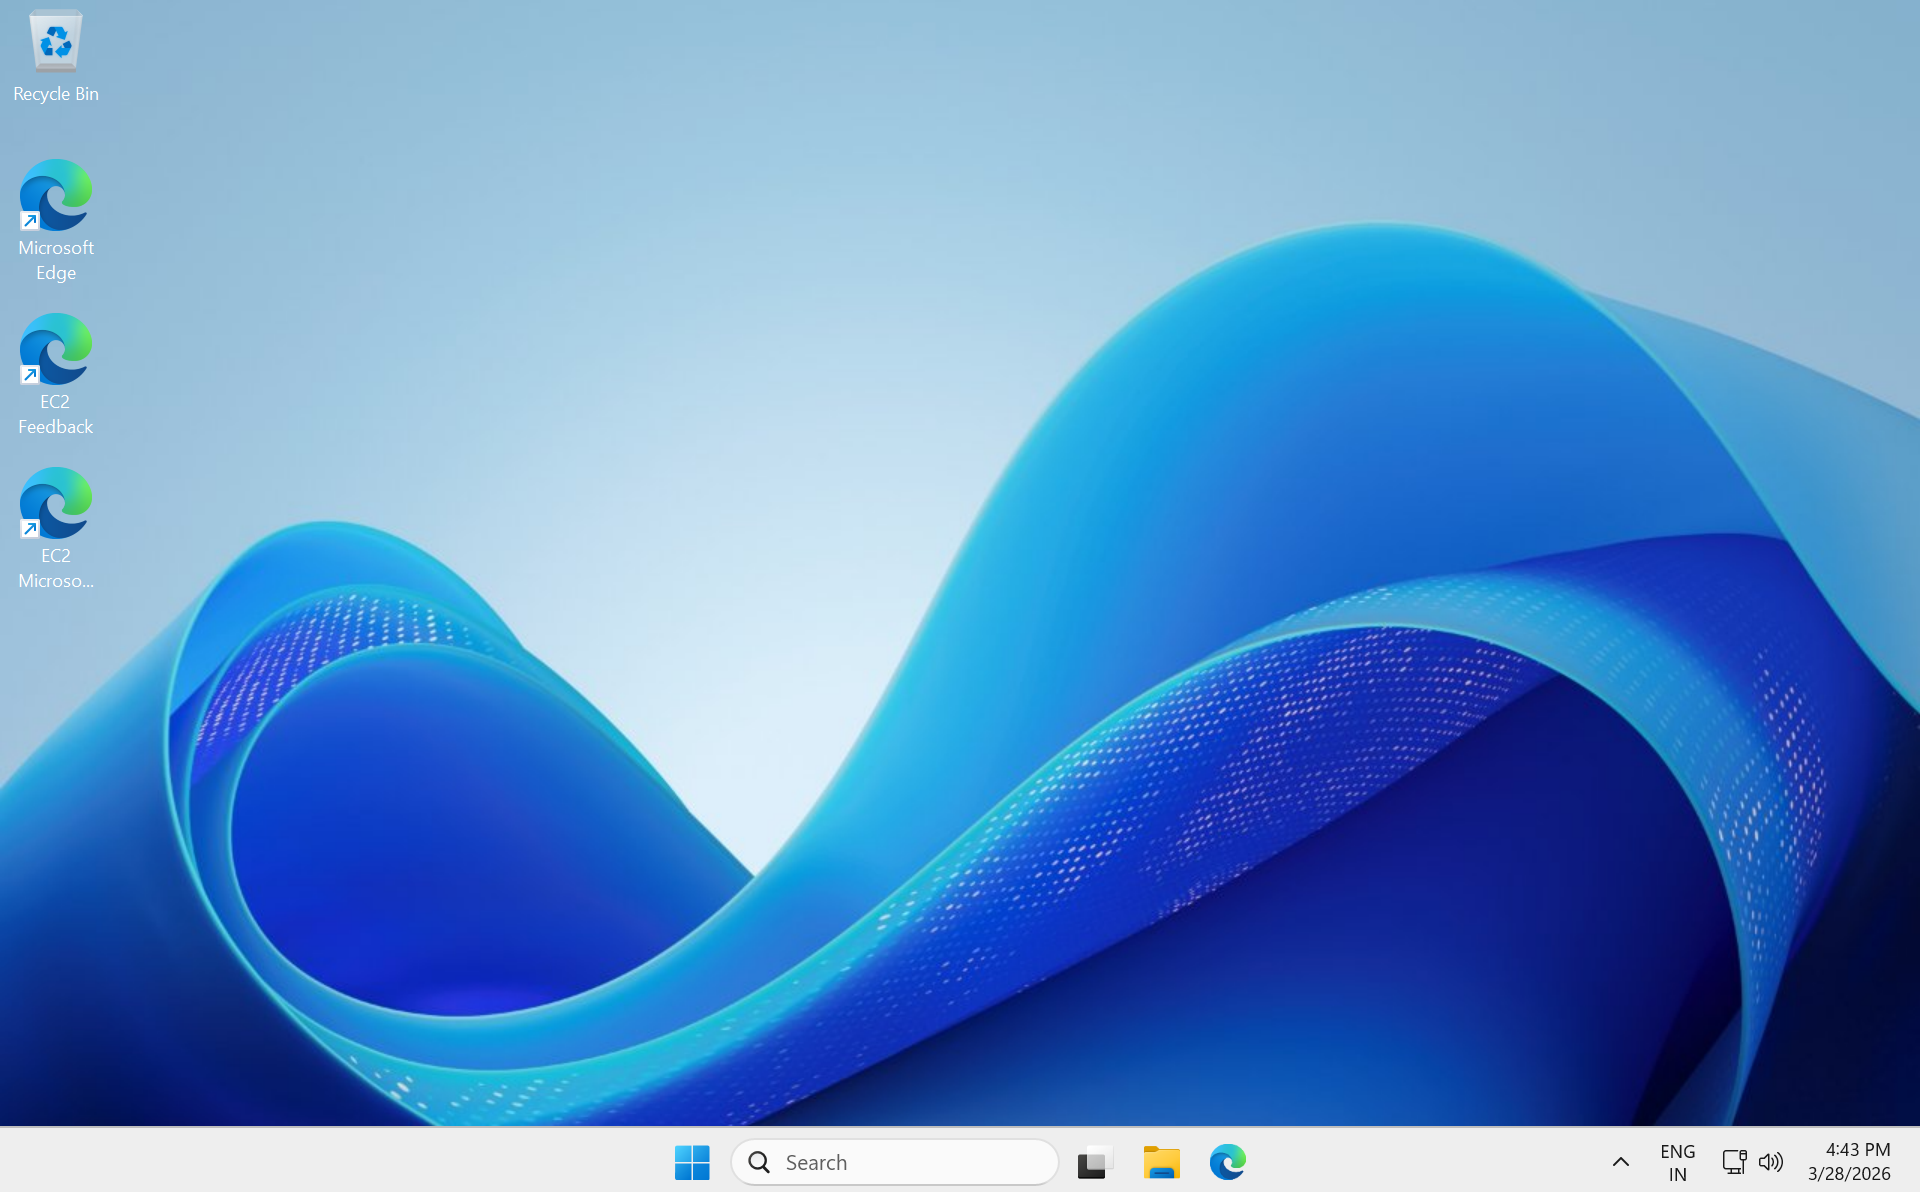 Recycle Bin
Microsoft
Edge
EC2
Feedback
EC2
Microso...
Search
ENG
IN
4:43 PM
3/28/2026